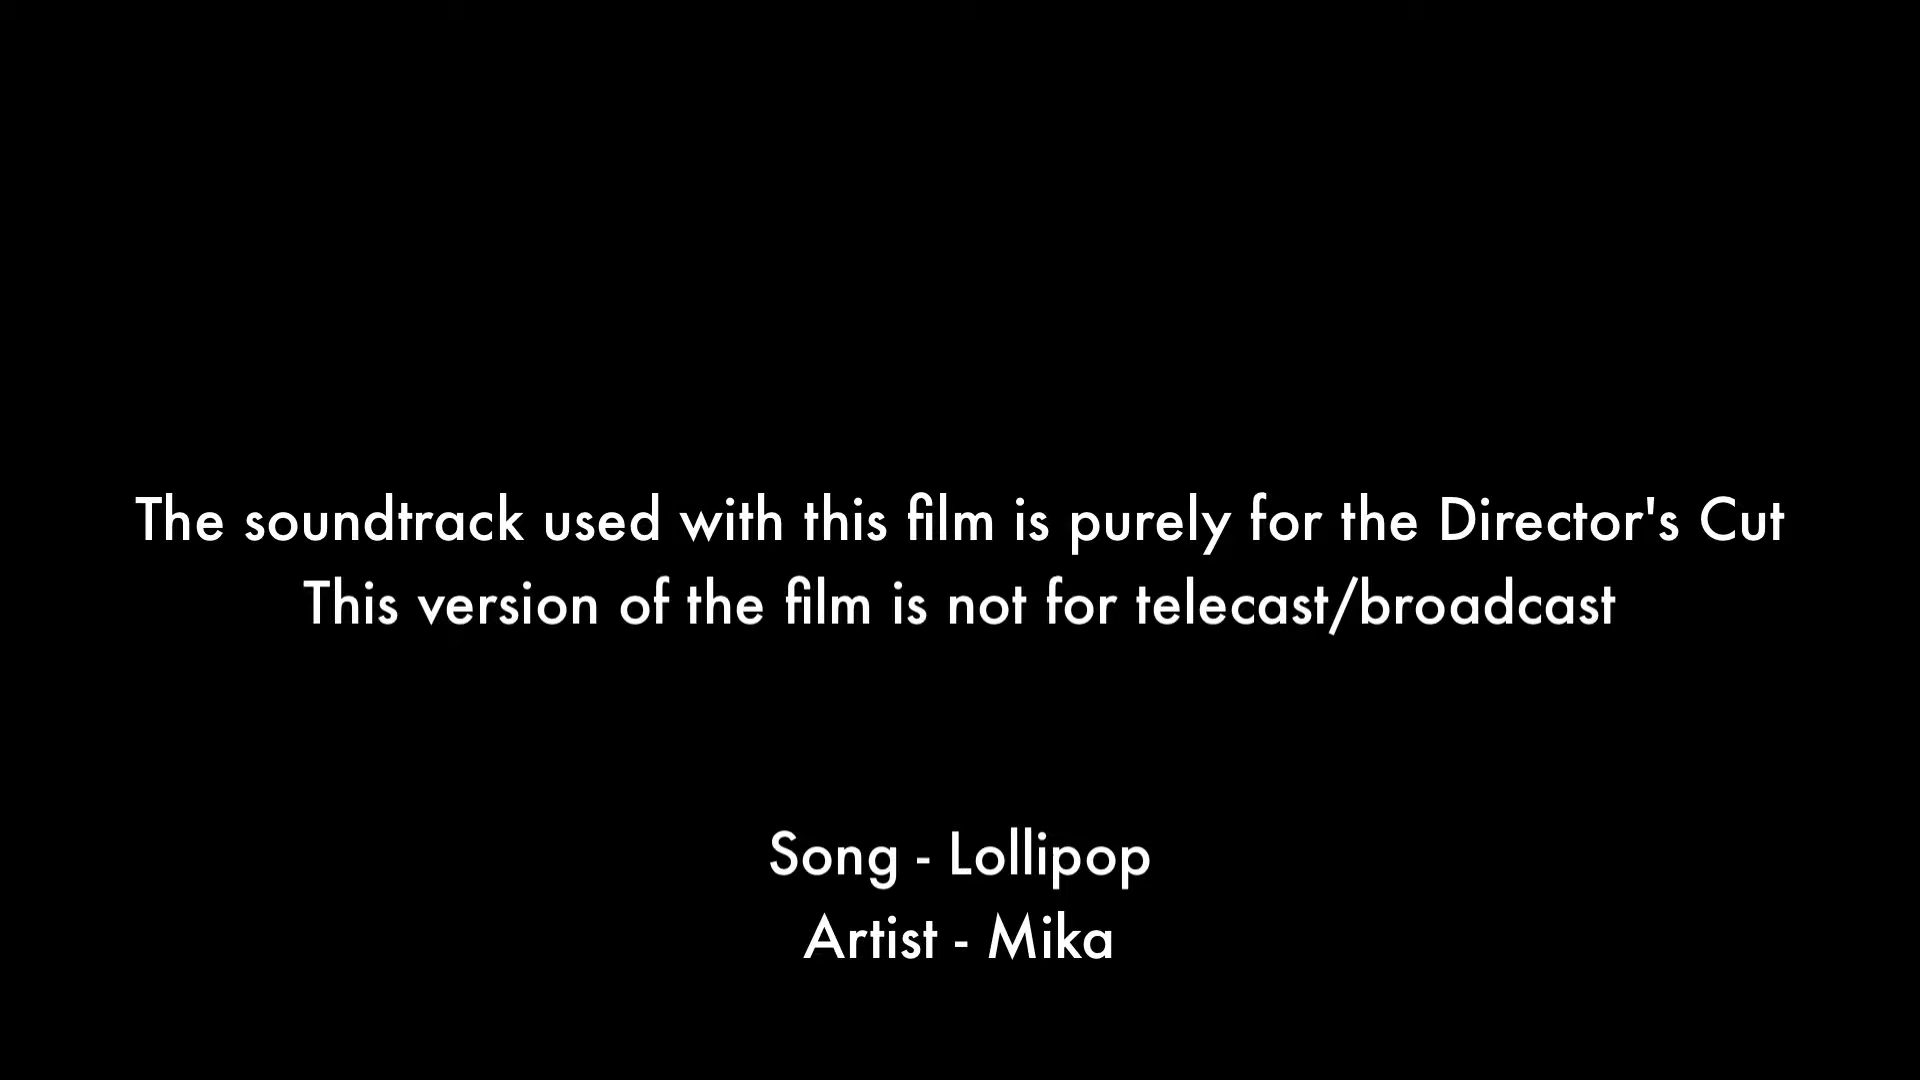 The soundtrack used with this film is purely for the Director's Cut
This version of the film is not for telecast/broadcast
Song - Lollipop
Artist - Mika